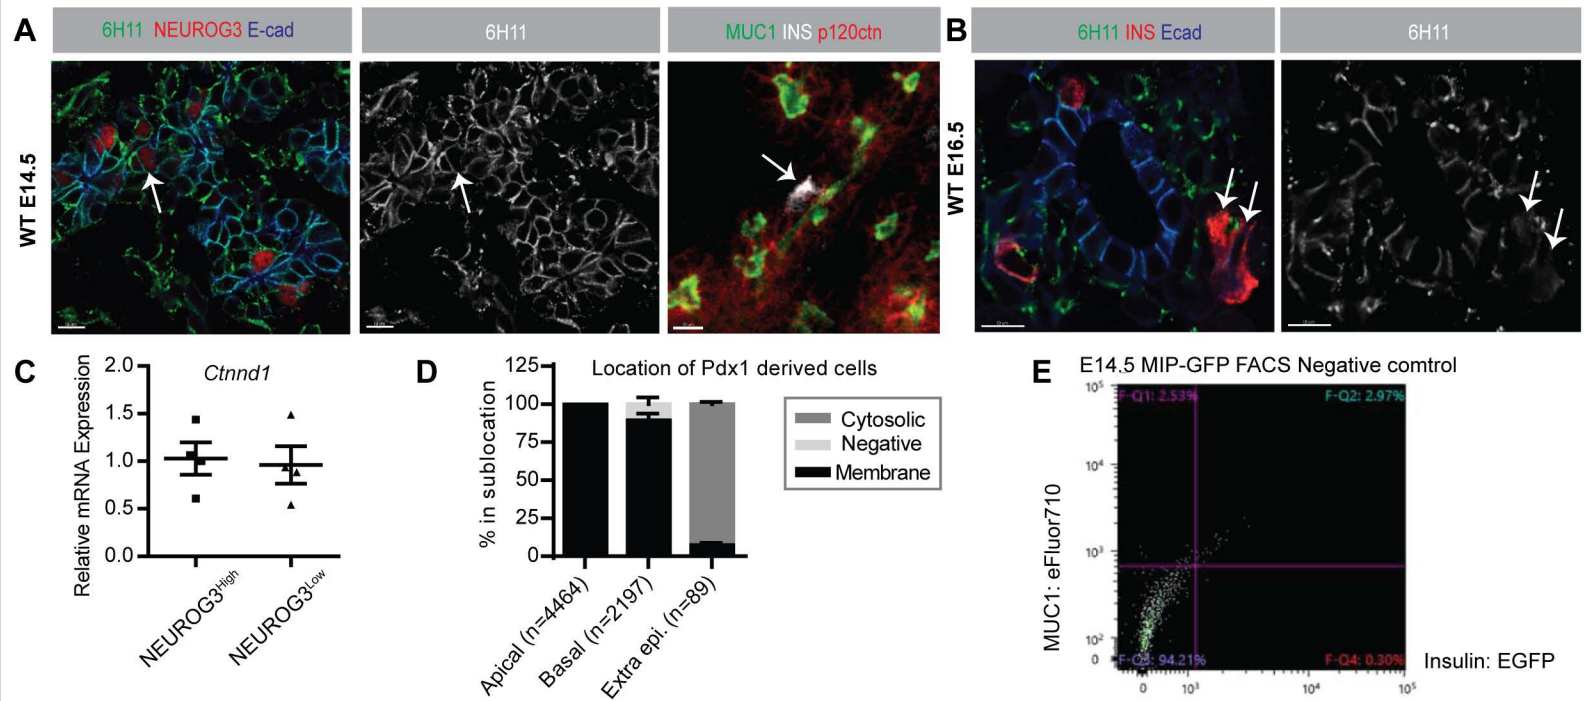 A
6H11 NEUROG3 E-cad
6H11
MUC1 INS p120ctn
WT E14.5
B
6H11 INS Ecad
6H11
WT E16.5
C
Ctnnd1
Relative mRNA Expression
2.0
1.5
1.0
0.5
0.0
NEUROG3High
NEUROG3Low
D
Location of Pdx1 derived cells
% in sublocation
125
100
75
50
25
0
Apical (n=4464)
Basal (n=2197)
Extra epi. (n=89)
Cytosolic
Negative
Membrane
E
E14.5 MIP-GFP FACS Negative comtrol
MUC1: eFluor710
10^5
10^4
10^3
10^2
0
F-Q1: 2.53%
F-Q2: 2.97%
F-Q3: 94.21%
F-Q4: 0.30%
0
10^3
10^4
10^5
Insulin: EGFP